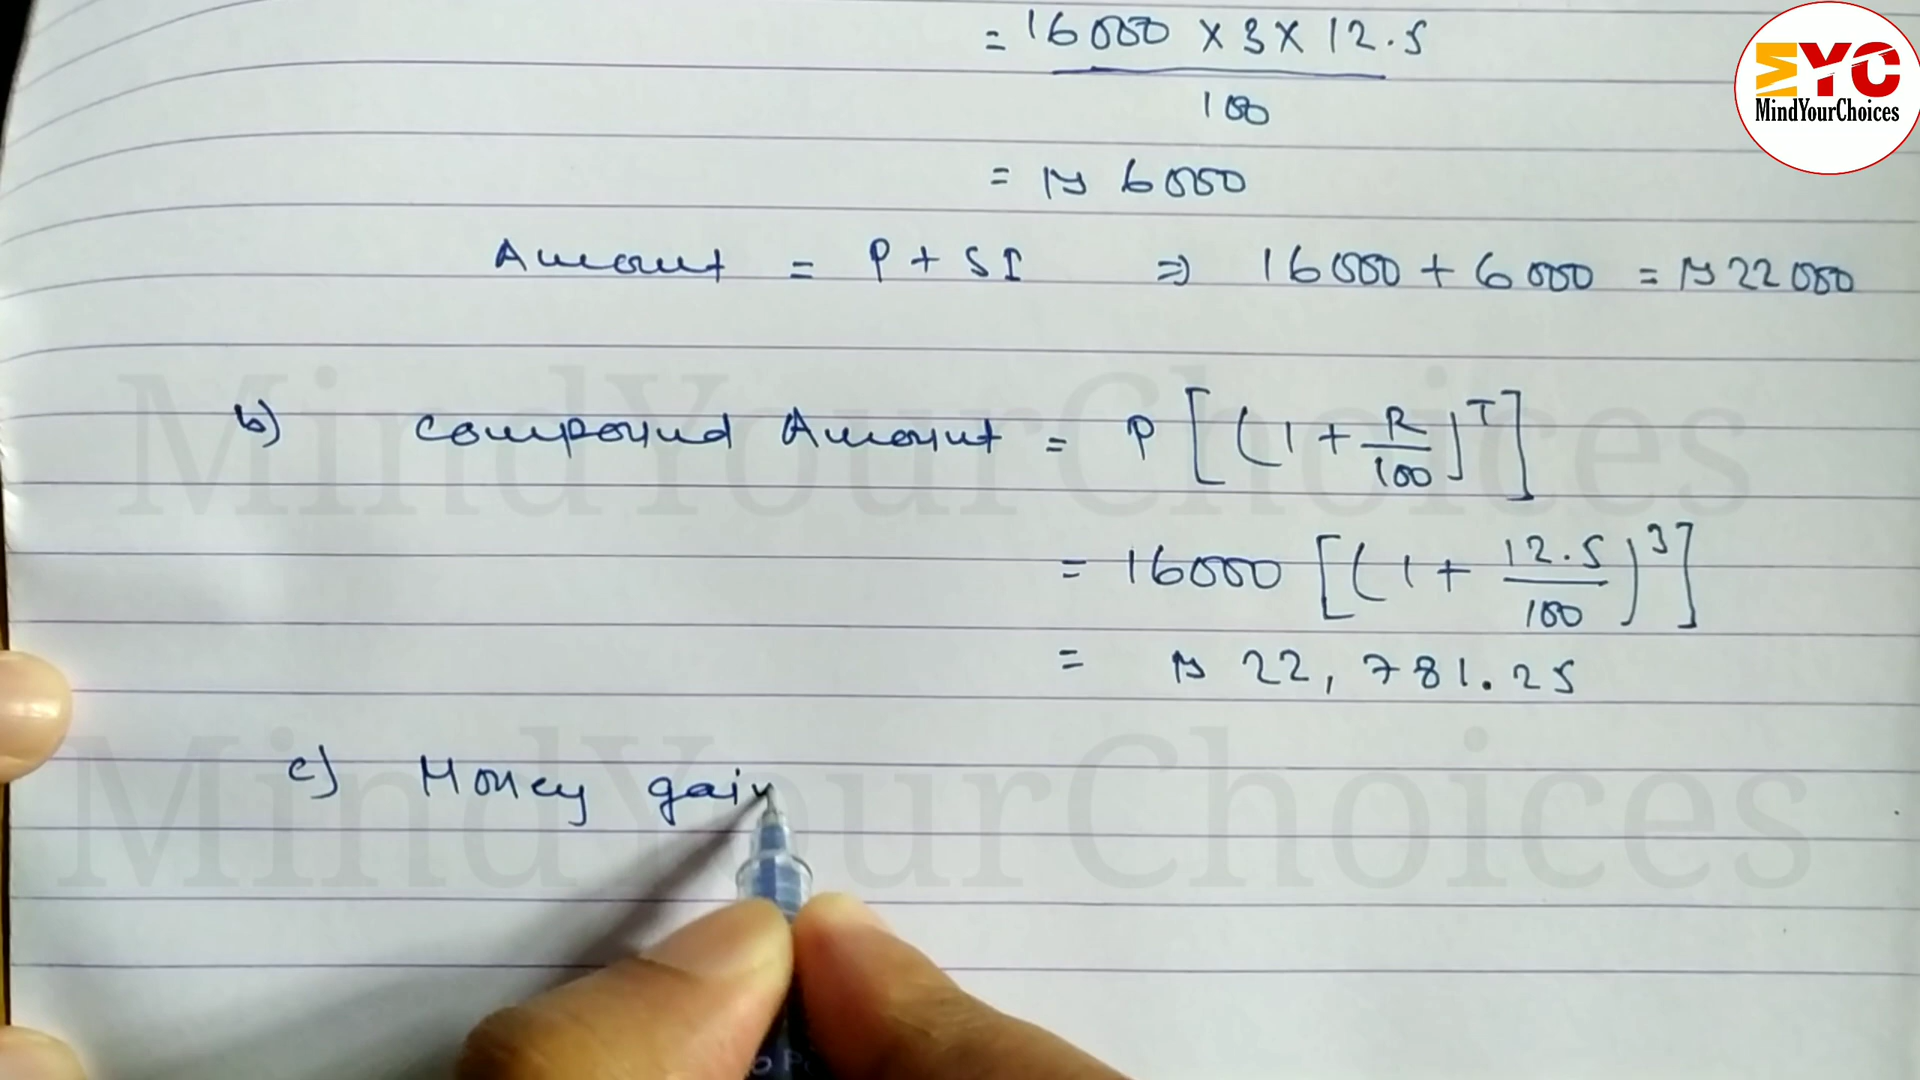 = 16000 × 3 × 12.5
100
= Rs 6000
Amount = P + SI ⇒ 16000 + 6000 = Rs 22000
b) Compound Amount = P [(1 + R/100)^T]
= 16000 [(1 + 12.5/100)^3]
= Rs 22,781.25
c) Money gain
MYC
MindYourChoices
MindYourChoices
MindYourChoices